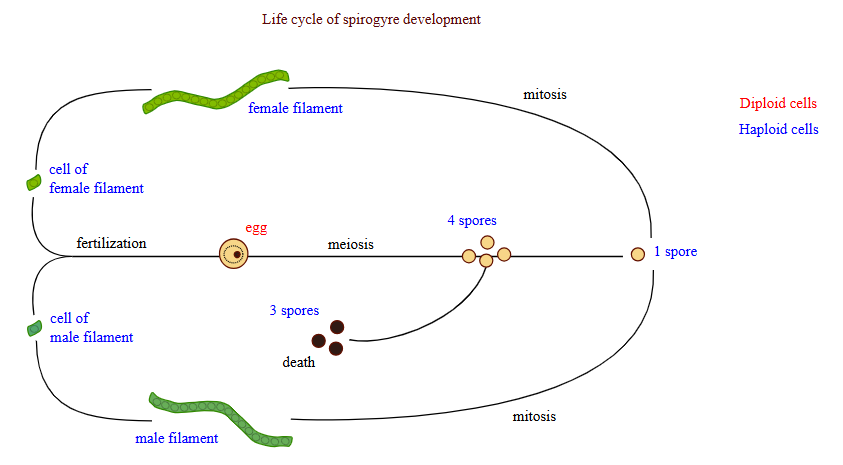 Life cycle of spirogyre development
mitosis
female filament
Diploid cells
Haploid cells
cell of
female filament
4 spores
egg
fertilization
meiosis
1 spore
3 spores
cell of
male filament
death
mitosis
male filament